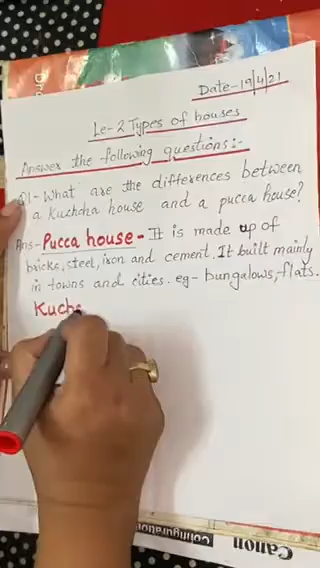 Date-19/4/21
Le-2 Types of houses
Answer the following questions:-
Q1-What are the differences between
a Kuchcha house and a pucca house?
Ans-Pucca house- It is made up of
bricks, steel, iron and cement. It built mainly
in towns and cities. eg- bungalows, flats.
Kuch
Canon
Configuration